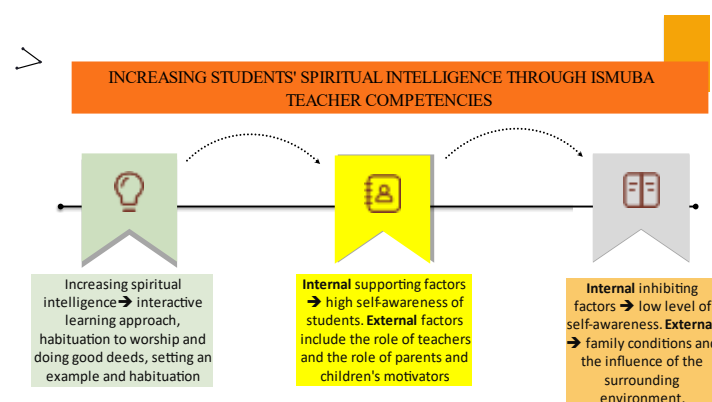 INCREASING STUDENTS' SPIRITUAL INTELLIGENCE THROUGH ISMUBA
TEACHER COMPETENCIES
Increasing spiritual
intelligence➔ interactive
learning approach,
habituation to worship and
doing good deeds, setting an
example and habituation
Internal supporting factors
➔ high self-awareness of
students. External factors
include the role of teachers
and the role of parents and
children's motivators
Internal inhibiting
factors ➔ low level of
self-awareness. External
➔ family conditions and
the influence of the
surrounding
environment.